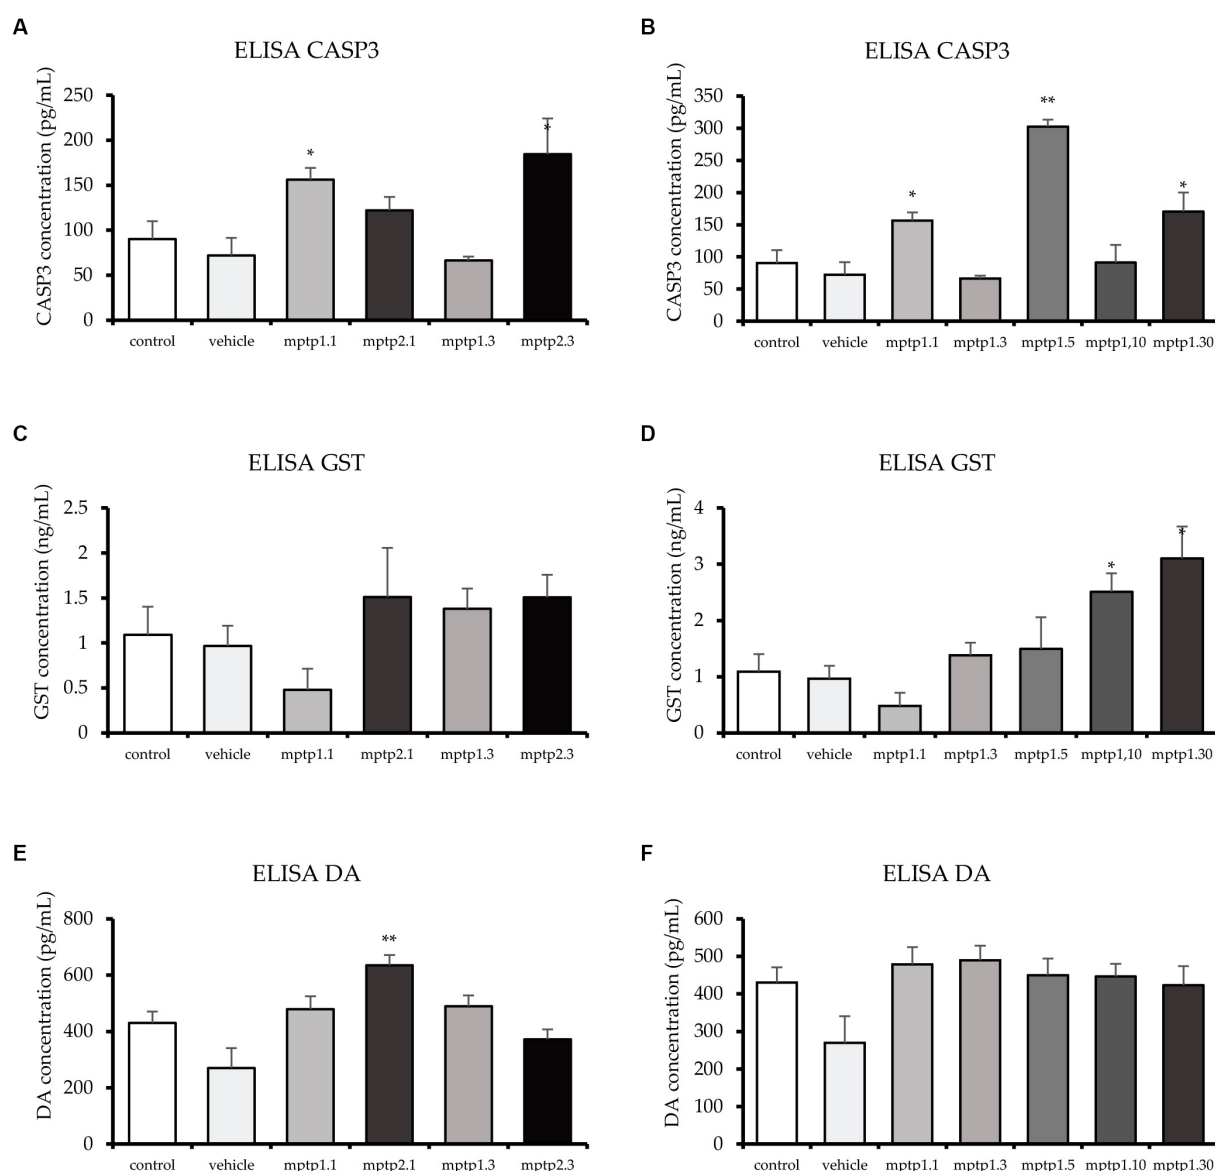 A
ELISA CASP3
CASP3 concentration (pg/mL)
250
200
150
100
50
0
*
*
control vehicle mptp1.1 mptp2.1 mptp1.3 mptp2.3
B
ELISA CASP3
CASP3 concentration (pg/mL)
350
300
250
200
150
100
50
0
*
**
*
control vehicle mptp1.1 mptp1.3 mptp1.5 mptp1,10 mptp1.30
C
ELISA GST
GST concentration (ng/mL)
2.5
2
1.5
1
0.5
0
control vehicle mptp1.1 mptp2.1 mptp1.3 mptp2.3
D
ELISA GST
GST concentration (ng/mL)
4
3
2
1
0
*
*
control vehicle mptp1.1 mptp1.3 mptp1.5 mptp1,10 mptp1.30
E
ELISA DA
DA concentration (pg/mL)
800
600
400
200
0
**
control vehicle mptp1.1 mptp2.1 mptp1.3 mptp2.3
F
ELISA DA
DA concentration (pg/mL)
600
500
400
300
200
100
0
control vehicle mptp1.1 mptp1.3 mptp1.5 mptp1.10 mptp1.30